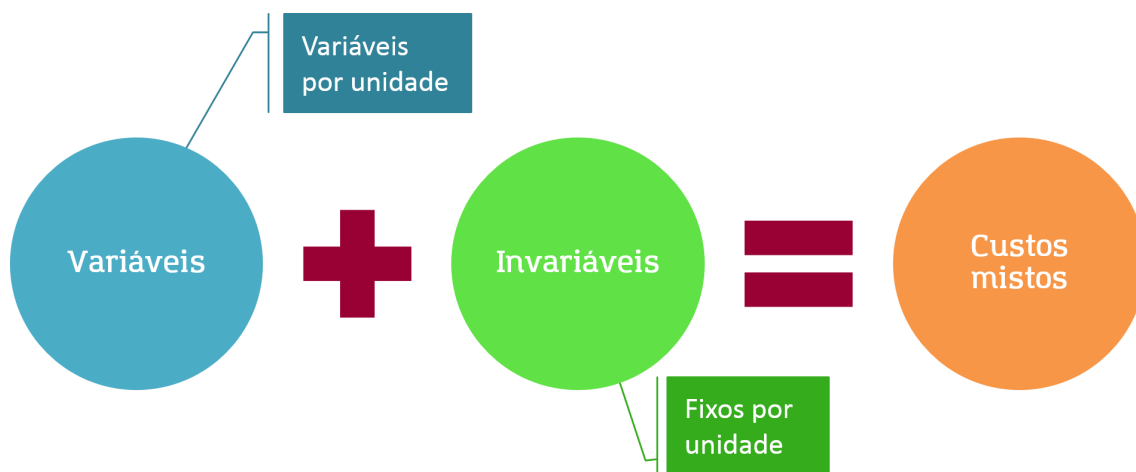 Variáveis
por unidade
Variáveis
Invariáveis
Custos
mistos
Fixos por
unidade